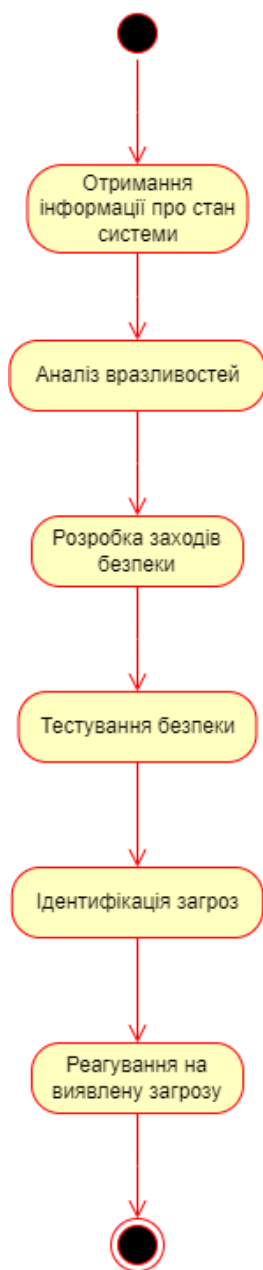 Отримання
інформації про стан
системи
Аналіз вразливостей
Розробка заходів
безпеки
Тестування безпеки
Ідентифікація загроз
Реагування на
виявлену загрозу